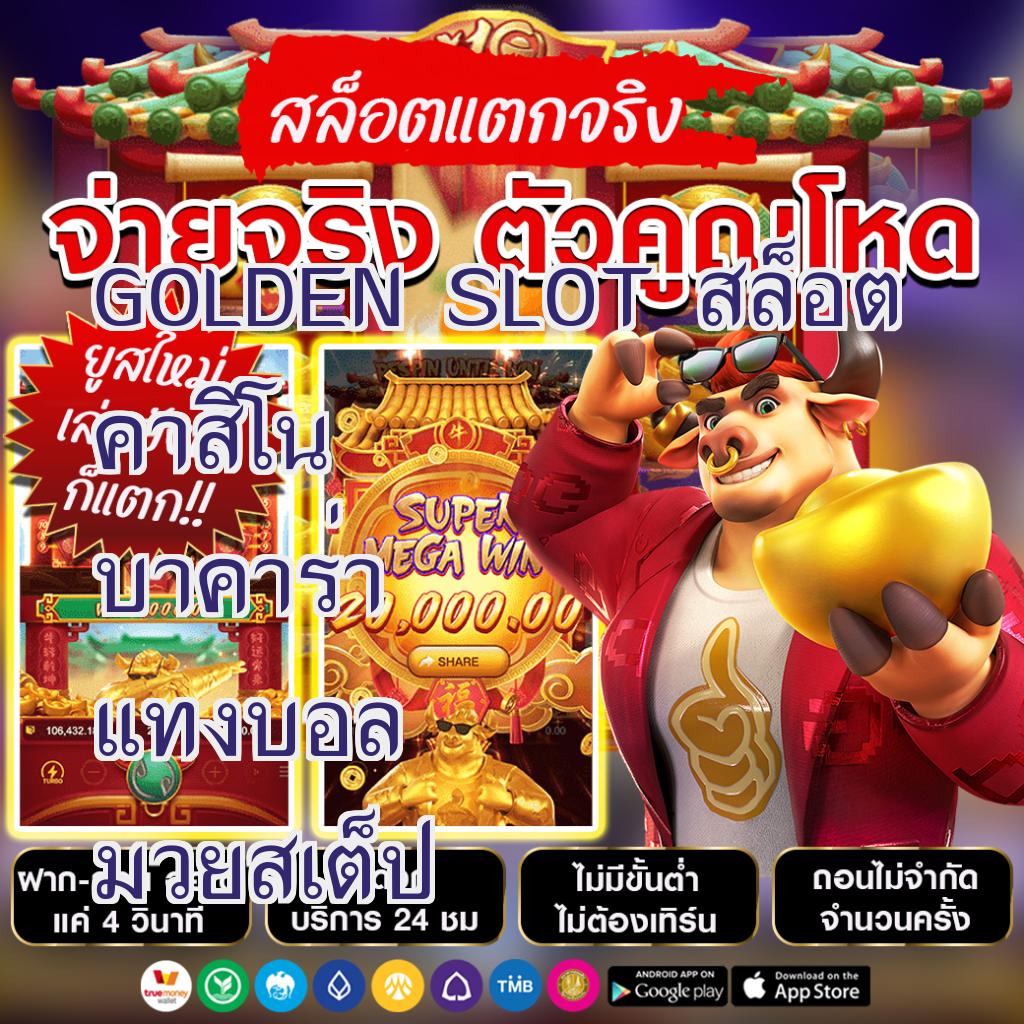 สล็อตแตกจริง
จ่ายจริง ตัวคูณโหด
GOLDEN SLOT สล็อต
ยูสใหม่
ก็แตก!!
คาสิโน
บาคาร่า
แทงบอล
มวยสเต็ป
SUPER
MEGA WIN
20,000.00
SHARE
0.00
TURBO
ฝาก-
แค่ 4 วินาที
บริการ 24 ชม
ไม่มีขั้นต่ำ
ไม่ต้องเทิร์น
ถอนไม่จำกัด
จำนวนครั้ง
truemoney
wallet
TMB
ANDROID APP ON
Google play
Download on the
App Store